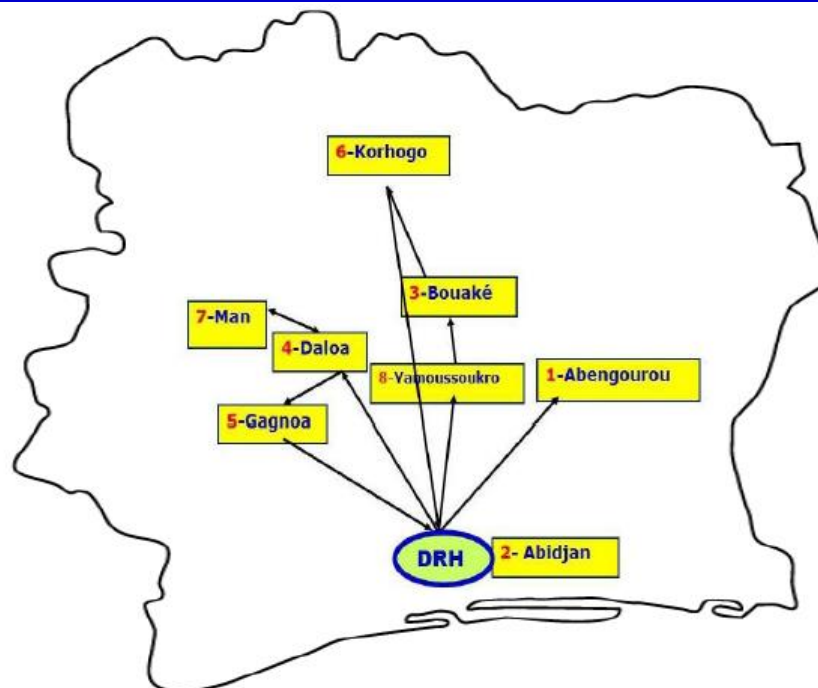 6-Korhogo
3-Bouaké
7-Man
4-Daloa
8-Yamoussoukro
1-Abengourou
5-Gagnoa
DRH
2- Abidjan